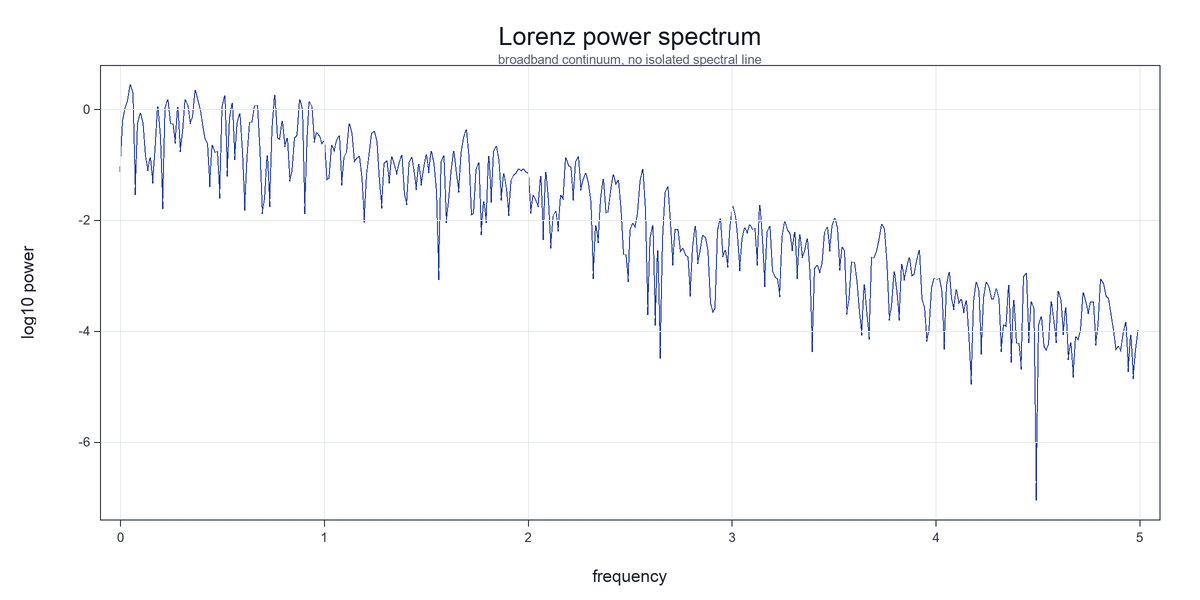 Lorenz power spectrum
broadband continuum, no isolated spectral line
log10 power
0
-2
-4
-6
0 1 2 3 4 5
frequency